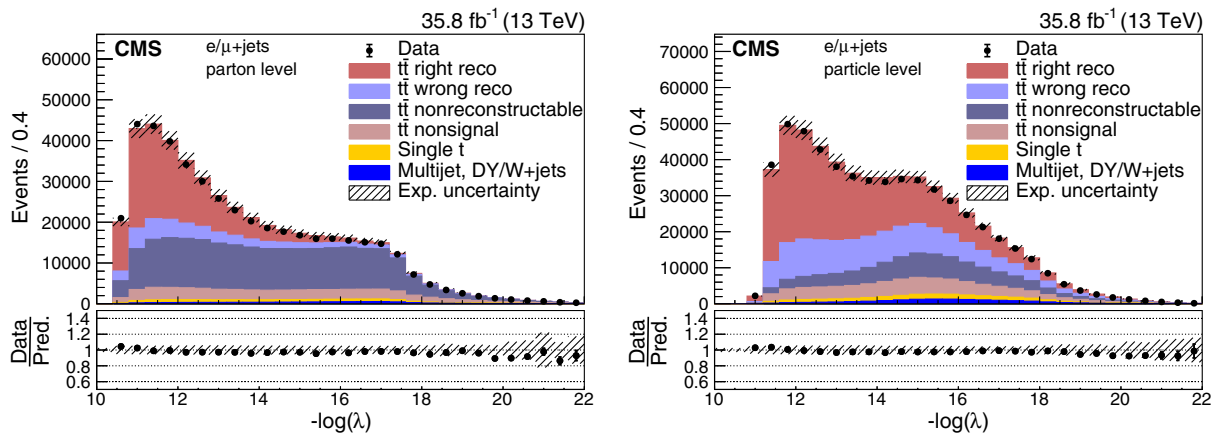 35.8 fb⁻¹ (13 TeV)
CMS
e/μ+jets
parton level
Data
tt̄ right reco
tt̄ wrong reco
tt̄ nonreconstructable
tt̄ nonsignal
Single t
Multijet, DY/W+jets
Exp. uncertainty
Events / 0.4
60000
50000
40000
30000
20000
10000
0
Data
Pred.
1.4
1.2
1
0.8
0.6
10 12 14 16 18 20 22
-log(λ)
35.8 fb⁻¹ (13 TeV)
CMS
e/μ+jets
particle level
Data
tt̄ right reco
tt̄ wrong reco
tt̄ nonreconstructable
tt̄ nonsignal
Single t
Multijet, DY/W+jets
Exp. uncertainty
Events / 0.4
70000
60000
50000
40000
30000
20000
10000
0
Data
Pred.
1.4
1.2
1
0.8
0.6
10 12 14 16 18 20 22
-log(λ)